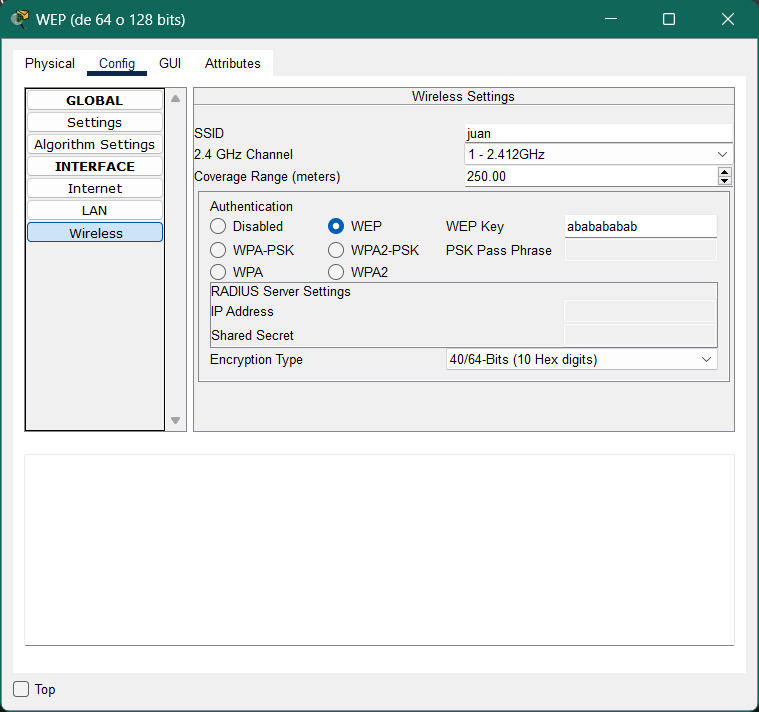 WEP (de 64 o 128 bits)
Physical Config GUI Attributes
GLOBAL
Settings
Algorithm Settings
INTERFACE
Internet
LAN
Wireless
Wireless Settings
SSID juan
2.4 GHz Channel 1 - 2.412GHz
Coverage Range (meters) 250.00
Authentication
Disabled WEP WEP Key ababababab
WPA-PSK WPA2-PSK PSK Pass Phrase
WPA WPA2
RADIUS Server Settings
IP Address
Shared Secret
Encryption Type 40/64-Bits (10 Hex digits)
Top